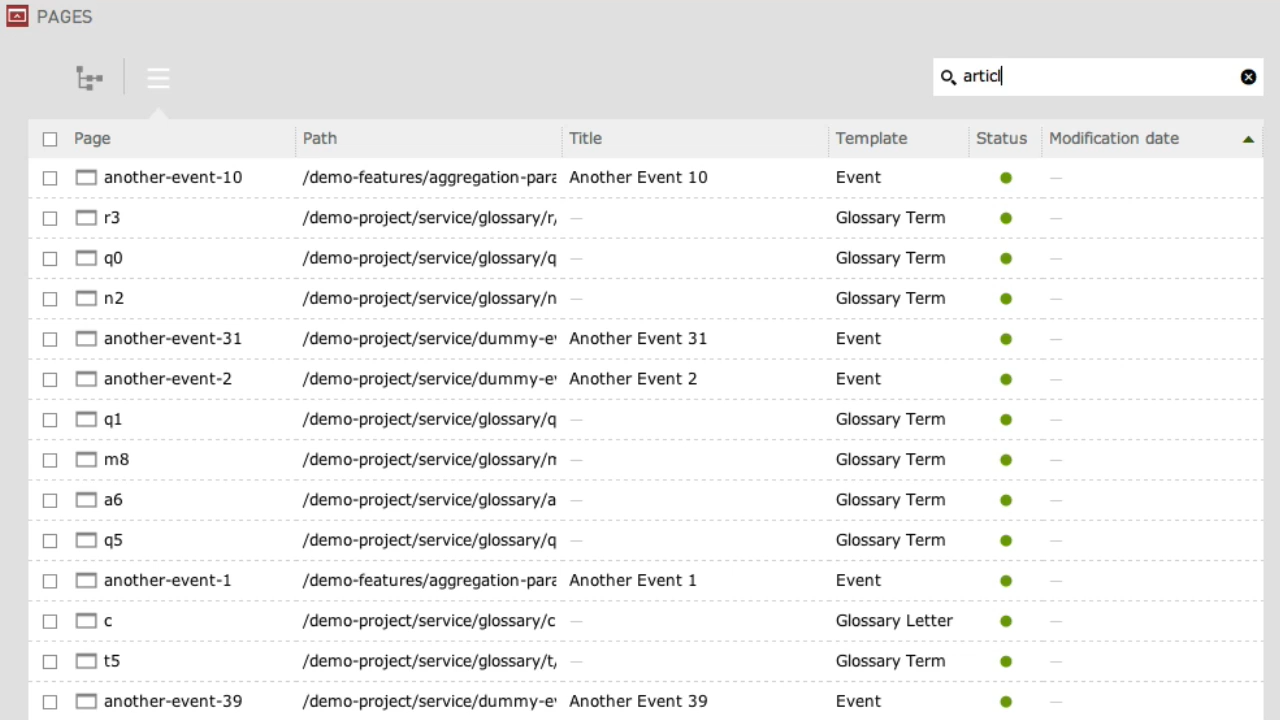 PAGES
articl
Page Path Title Template Status Modification date
another-event-10 /demo-features/aggregation-para Another Event 10 Event —
r3 /demo-project/service/glossary/r/ — Glossary Term —
q0 /demo-project/service/glossary/q — Glossary Term —
n2 /demo-project/service/glossary/n — Glossary Term —
another-event-31 /demo-project/service/dummy-ev Another Event 31 Event —
another-event-2 /demo-project/service/dummy-ev Another Event 2 Event —
q1 /demo-project/service/glossary/q — Glossary Term —
m8 /demo-project/service/glossary/m — Glossary Term —
a6 /demo-project/service/glossary/a — Glossary Term —
q5 /demo-project/service/glossary/q — Glossary Term —
another-event-1 /demo-features/aggregation-para Another Event 1 Event —
c /demo-project/service/glossary/c — Glossary Letter —
t5 /demo-project/service/glossary/t/ — Glossary Term —
another-event-39 /demo-project/service/dummy-ev Another Event 39 Event —